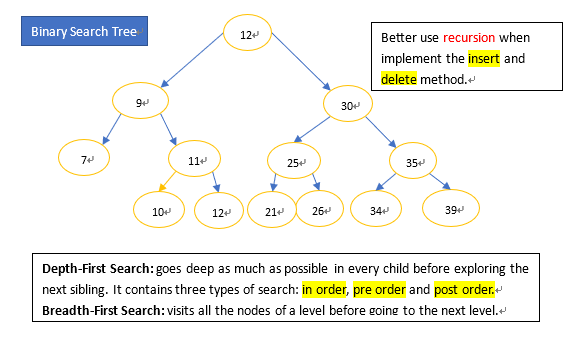 Binary Search Tree
12
Better use recursion when
implement the insert and
delete method.
9
30
7
11
25
35
10
12
21
26
34
39
Depth-First Search: goes deep as much as possible in every child before exploring the
next sibling. It contains three types of search: in order, pre order and post order.
Breadth-First Search: visits all the nodes of a level before going to the next level.